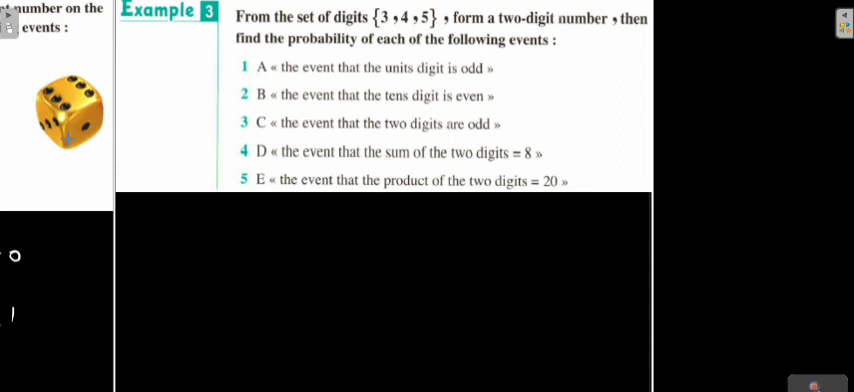 number on the
events :
Example 3
From the set of digits {3 , 4 , 5} , form a two-digit number , then
find the probability of each of the following events :
1 A « the event that the units digit is odd »
2 B « the event that the tens digit is even »
3 C « the event that the two digits are odd »
4 D « the event that the sum of the two digits = 8 »
5 E « the event that the product of the two digits = 20 »